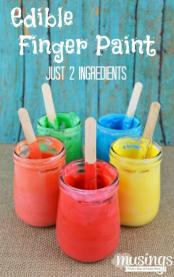 Edible
Finger Paint
JUST 2 INGREDIENTS
musings